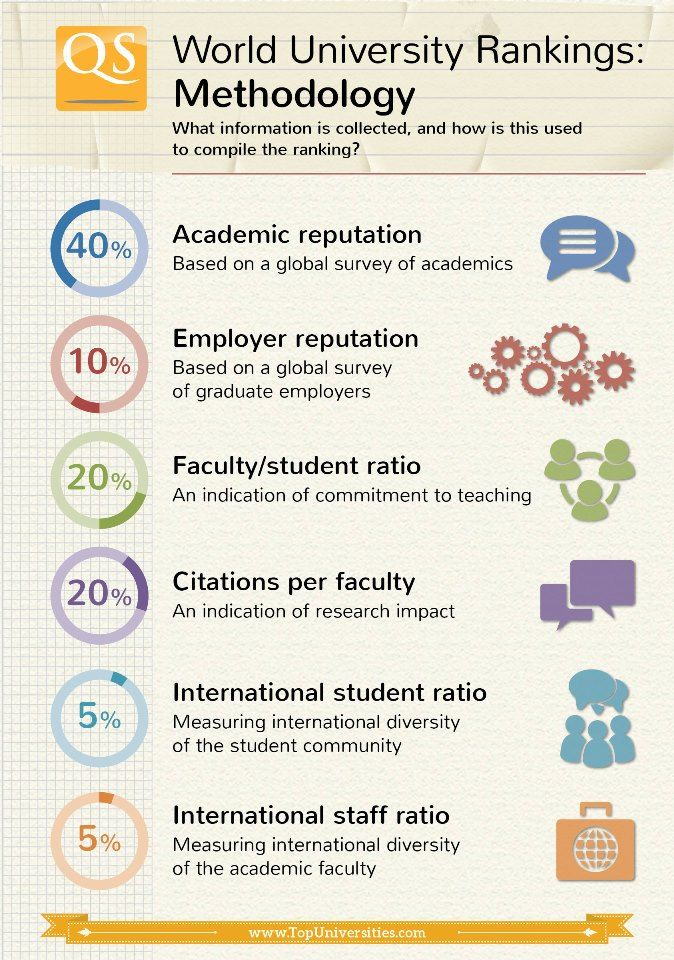 QS
World University Rankings:
Methodology
What information is collected, and how is this used
to compile the ranking?
40%
Academic reputation
Based on a global survey of academics
10%
Employer reputation
Based on a global survey
of graduate employers
20%
Faculty/student ratio
An indication of commitment to teaching
20%
Citations per faculty
An indication of research impact
5%
International student ratio
Measuring international diversity
of the student community
5%
International staff ratio
Measuring international diversity
of the academic faculty
www.TopUniversities.com